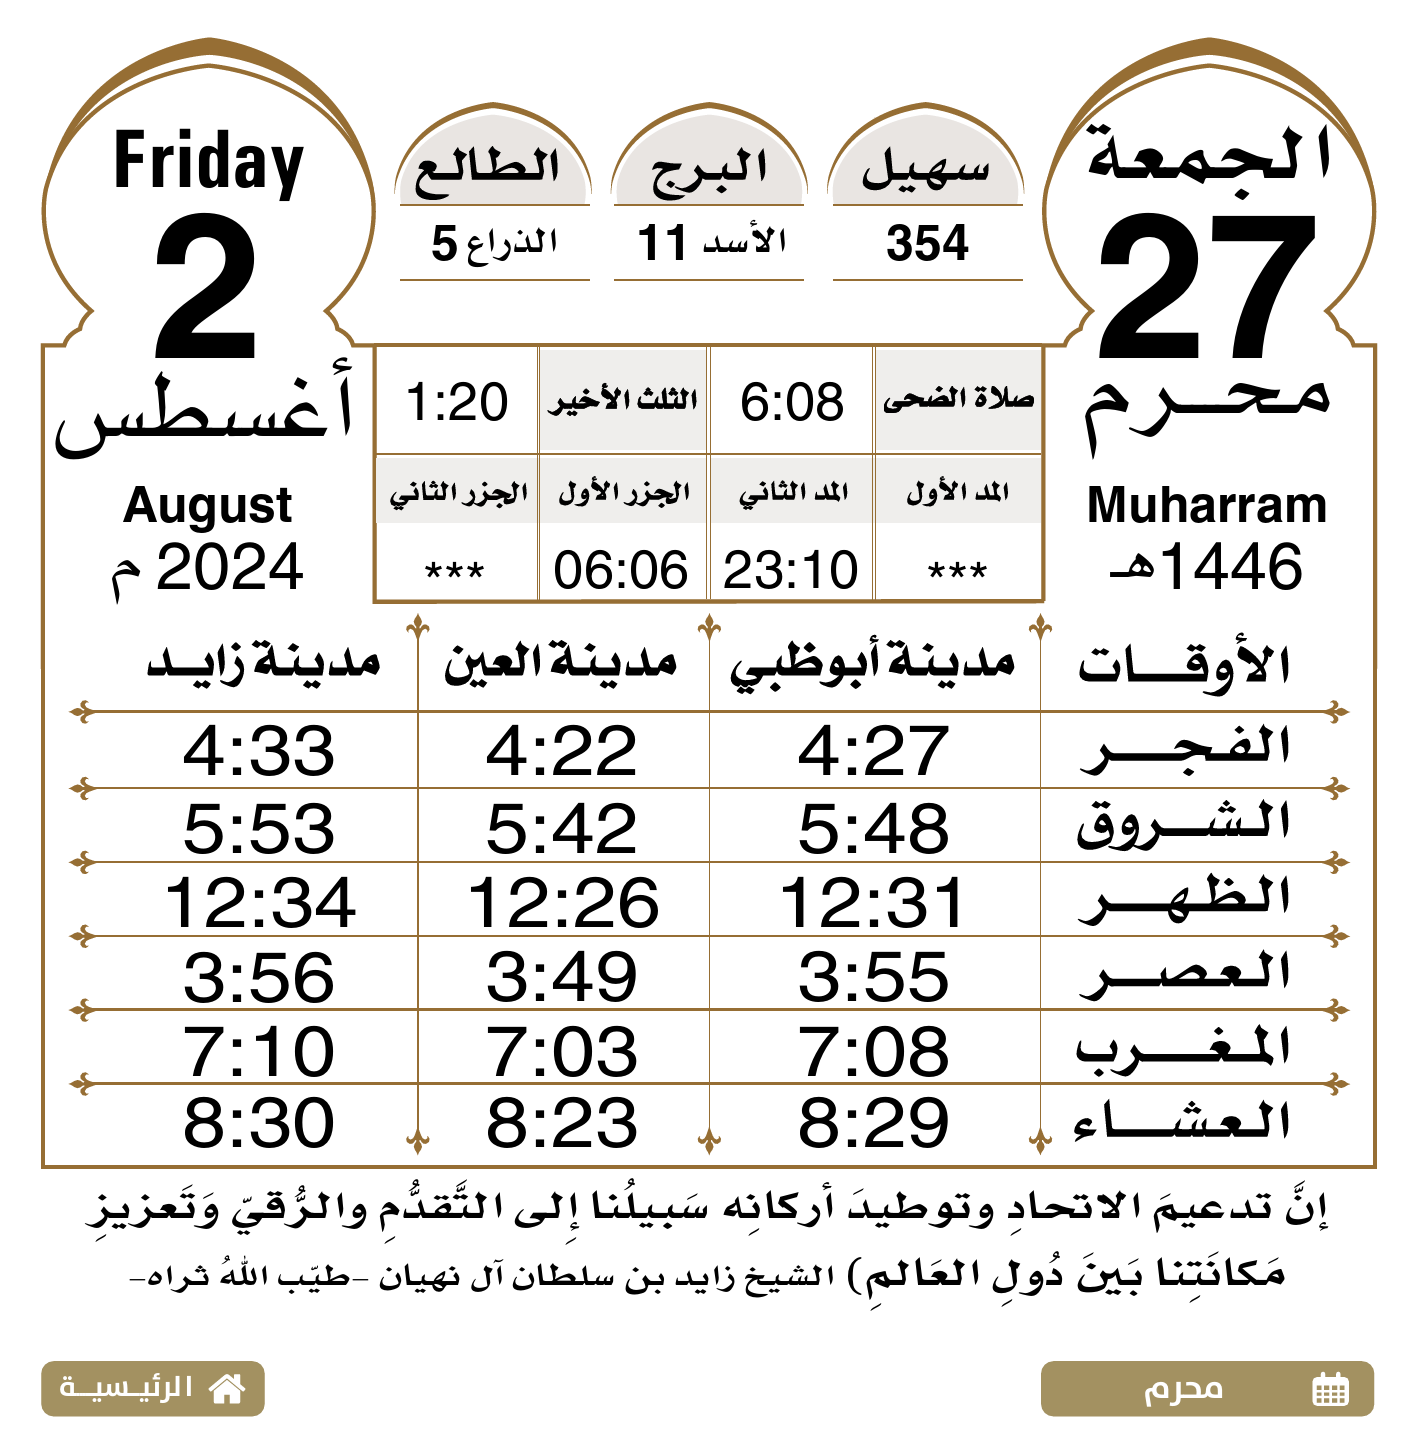 الجمعة
27
محرم
Muharram
1446هـ
سهيل
354
البرج
الأسد 11
الطالع
الذراع 5
Friday
2
أغسطس
August
2024 م
صلاة الضحى 6:08 الثلث الأخير 1:20
المد الأول المد الثاني الجزر الأول الجزر الثاني
*** 23:10 06:06 ***
الأوقات مدينة أبوظبي مدينة العين مدينة زايد
الفجر 4:27 4:22 4:33
الشروق 5:48 5:42 5:53
الظهر 12:31 12:26 12:34
العصر 3:55 3:49 3:56
المغرب 7:08 7:03 7:10
العشاء 8:29 8:23 8:30
إنَّ تدعيمَ الاتحادِ وتوطيدَ أركانِه سَبيلُنا إِلى التَّقدُّمِ والرُّقيّ وَتَعزيزِ
مَكانَتِنا بَينَ دُولِ العَالمِ) الشيخ زايد بن سلطان آل نهيان -طيّب اللهُ ثراه-
محرم
الرئيسية